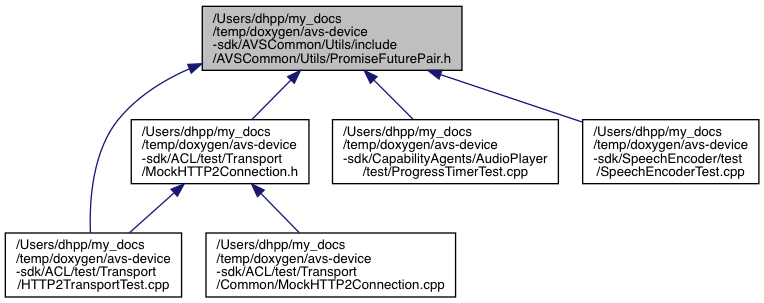 /Users/dhpp/my_docs
/temp/doxygen/avs-device
-sdk/AVSCommon/Utils/include
/AVSCommon/Utils/PromiseFuturePair.h
/Users/dhpp/my_docs
/temp/doxygen/avs-device
-sdk/ACL/test/Transport
/MockHTTP2Connection.h
/Users/dhpp/my_docs
/temp/doxygen/avs-device
-sdk/CapabilityAgents/AudioPlayer
/test/ProgressTimerTest.cpp
/Users/dhpp/my_docs
/temp/doxygen/avs-device
-sdk/SpeechEncoder/test
/SpeechEncoderTest.cpp
/Users/dhpp/my_docs
/temp/doxygen/avs-device
-sdk/ACL/test/Transport
/HTTP2TransportTest.cpp
/Users/dhpp/my_docs
/temp/doxygen/avs-device
-sdk/ACL/test/Transport
/Common/MockHTTP2Connection.cpp